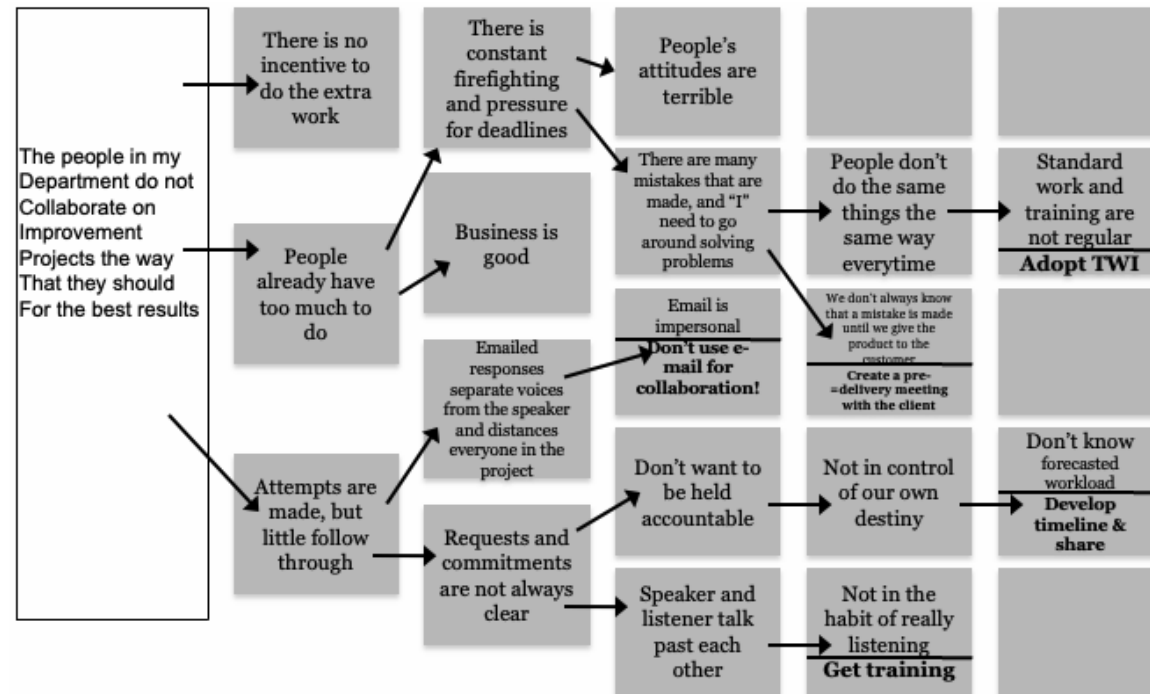 The people in my
Department do not
Collaborate on
Improvement
Projects the way
That they should
For the best results
There is no
incentive to
do the extra
work
People
already have
too much to
do
Attempts are
made, but
little follow
through
There is
constant
firefighting
and pressure
for deadlines
Business is
good
Emailed
responses
separate voices
from the speaker
and distances
everyone in the
project
Requests and
commitments
are not always
clear
People's
attitudes are
terrible
There are many
mistakes that are
made, and “I”
need to go
around solving
problems
Email is
impersonal
Don't use e-
mail for
collaboration!
Don't want to
be held
accountable
Speaker and
listener talk
past each
other
People don't
do the same
things the
same way
everytime
We don't always know
that a mistake is made
until we give the
product to the
customer
Create a pre-
=delivery meeting
with the client
Not in control
of our own
destiny
Not in the
habit of really
listening
Get training
Standard
work and
training are
not regular
Adopt TWI
Don't know
forecasted
workload
Develop
timeline &
share